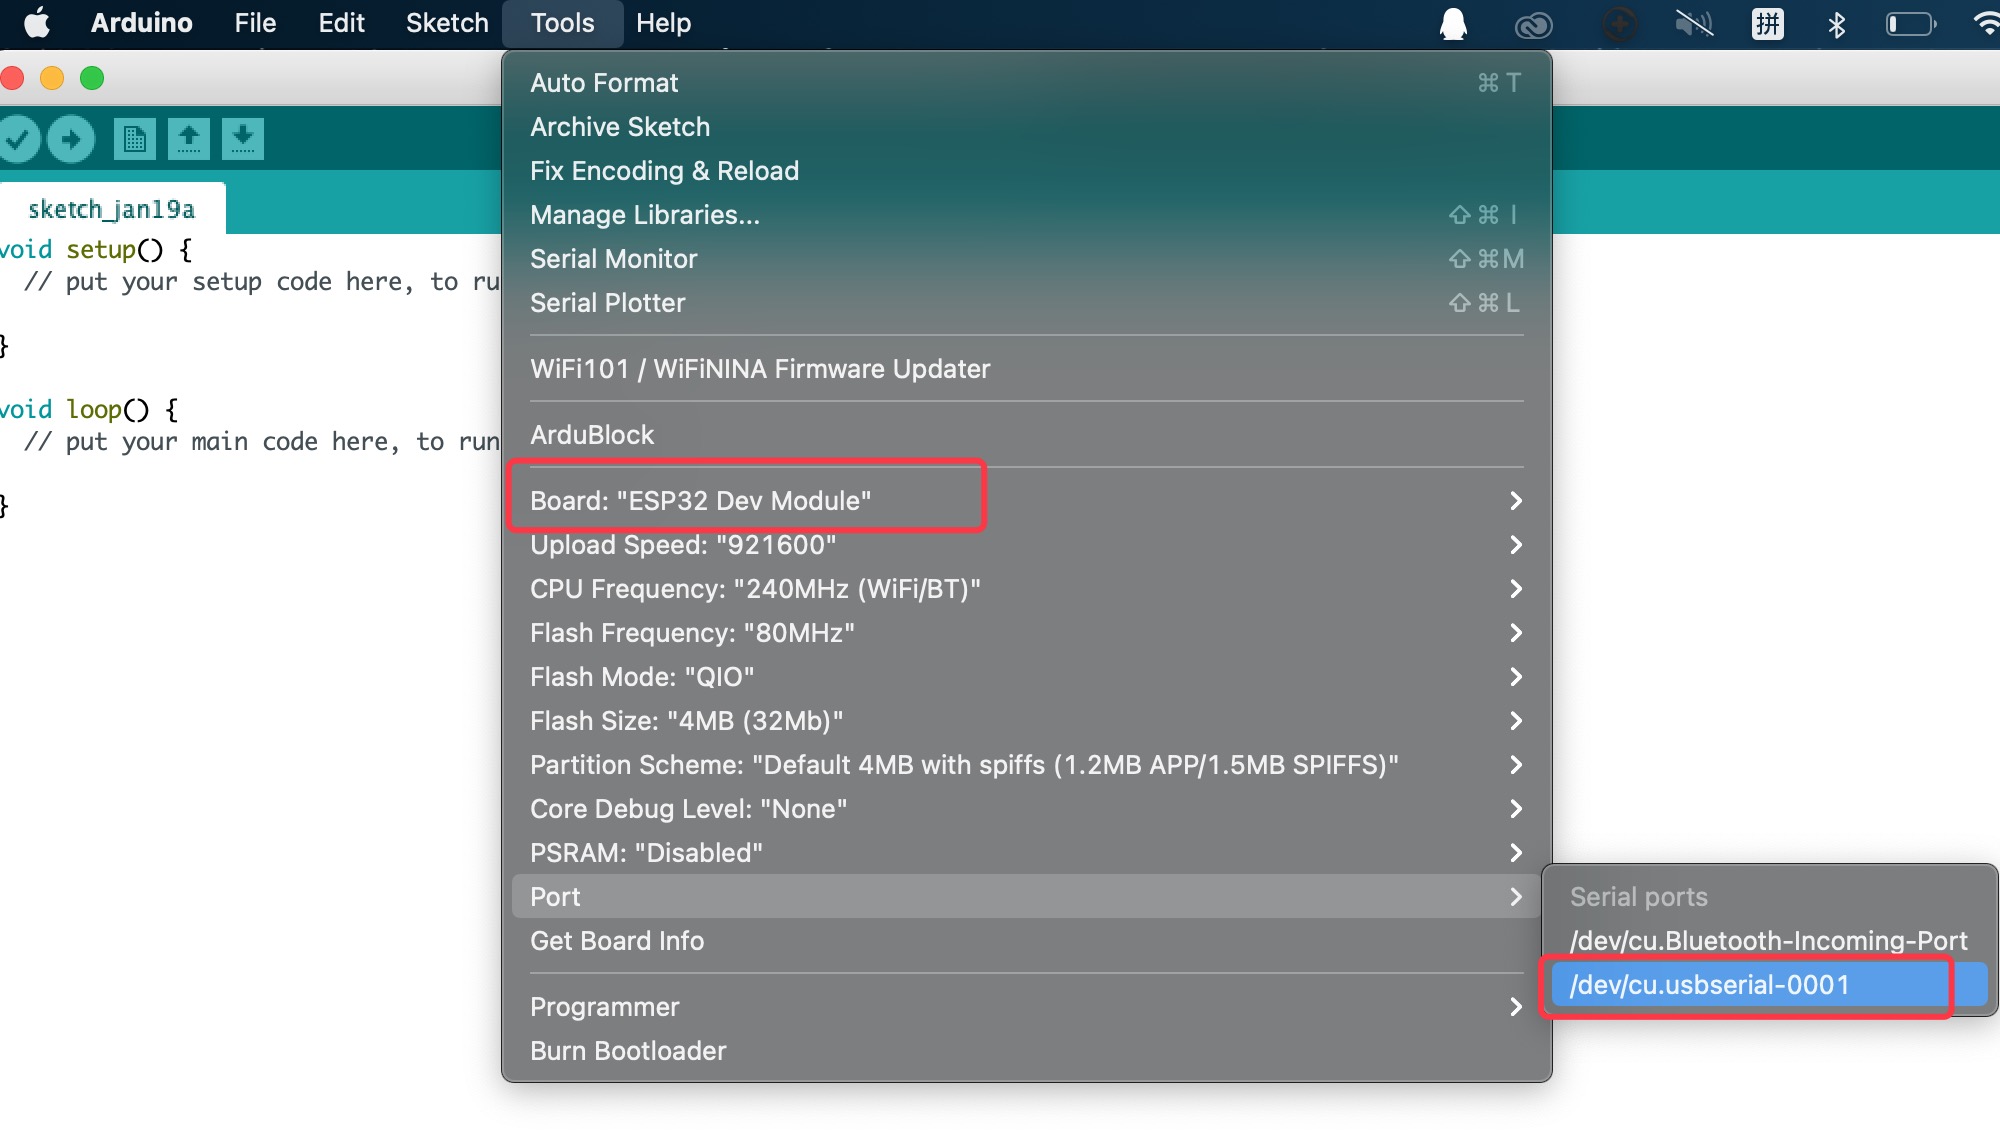 Arduino File Edit Sketch Tools Help 拼
Auto Format ⌘ T
Archive Sketch
Fix Encoding & Reload
Manage Libraries... ⇧ ⌘ I
Serial Monitor ⇧ ⌘ M
Serial Plotter ⇧ ⌘ L
WiFi101 / WiFiNINA Firmware Updater
ArduBlock
Board: "ESP32 Dev Module"
Upload Speed: "921600"
CPU Frequency: "240MHz (WiFi/BT)"
Flash Frequency: "80MHz"
Flash Mode: "QIO"
Flash Size: "4MB (32Mb)"
Partition Scheme: "Default 4MB with spiffs (1.2MB APP/1.5MB SPIFFS)"
Core Debug Level: "None"
PSRAM: "Disabled"
Port
Get Board Info
Programmer
Burn Bootloader
Serial ports
/dev/cu.Bluetooth-Incoming-Port
/dev/cu.usbserial-0001
sketch_jan19a
void setup() {
// put your setup code here, to ru
}
void loop() {
// put your main code here, to run
}